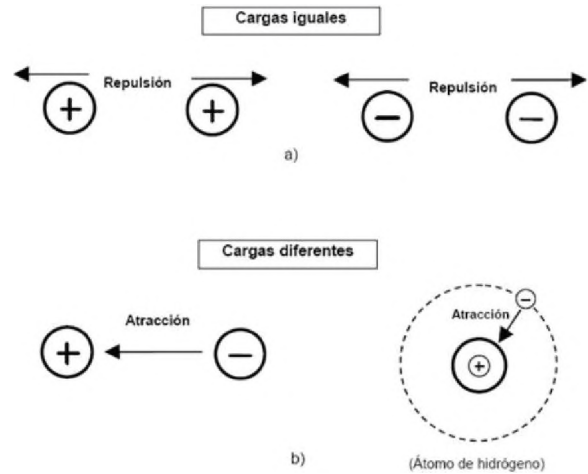 Cargas iguales
Repulsión
+ +
Repulsión
− −
a)
Cargas diferentes
Atracción
+ −
Atracción
−
+
b)
(Átomo de hidrógeno)